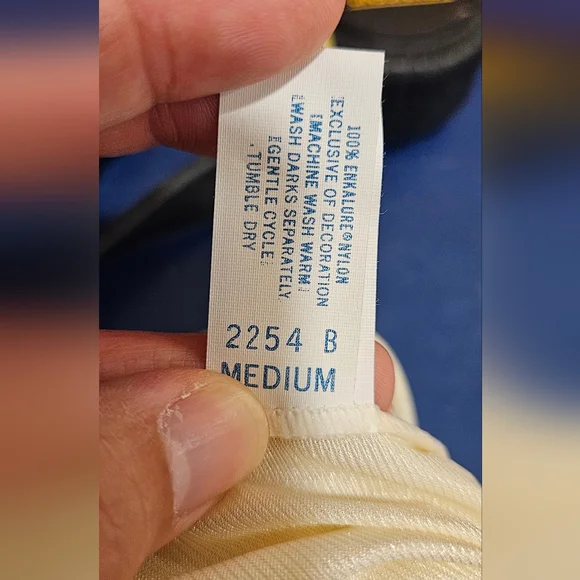 100% ENKALURE® NYLON
EXCLUSIVE OF DECORATION
MACHINE WASH WARM
WASH DARKS SEPARATELY
GENTLE CYCLE
TUMBLE DRY
2254 B
MEDIUM